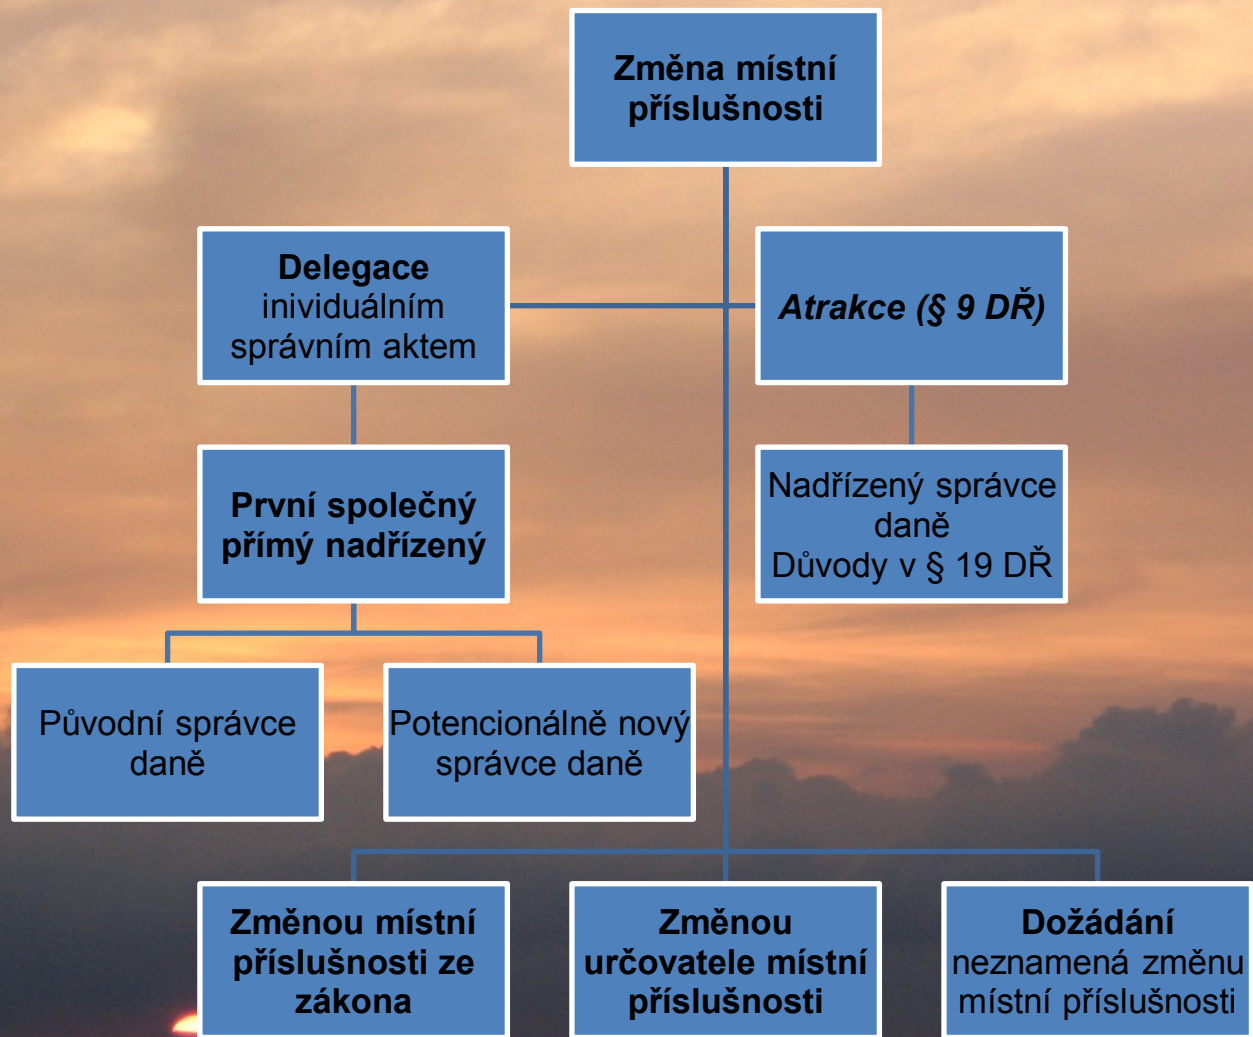 Změna místní
příslušnosti
Delegace
inividuálním
správním aktem
Atrakce (§ 9 DŘ)
První společný
přímý nadřízený
Nadřízený správce
daně
Důvody v § 19 DŘ
Původní správce
daně
Potencionálně nový
správce daně
Změnou místní
příslušnosti ze
zákona
Změnou
určovatele místní
příslušnosti
Dožádání
neznamená změnu
místní příslušnosti